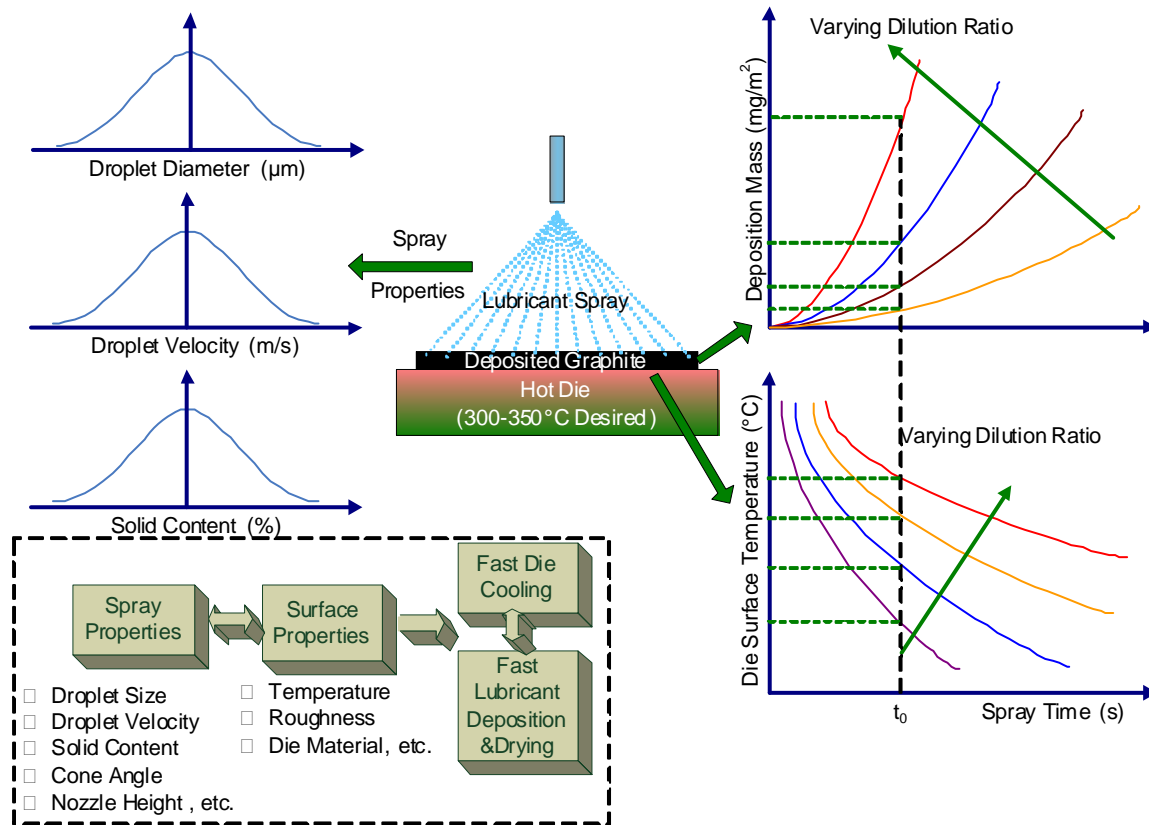 Droplet Diameter (µm)
Droplet Velocity (m/s)
Solid Content (%)
Spray
Properties
Lubricant Spray
Deposited Graphite
Hot Die
(300-350°C Desired)
Varying Dilution Ratio
Deposition Mass (mg/m²)
Varying Dilution Ratio
Die Surface Temperature (°C)
t₀
Spray Time (s)
Spray
Properties
Surface
Properties
Fast Die
Cooling
Fast
Lubricant
Deposition
&Drying
Droplet Size
Droplet Velocity
Solid Content
Cone Angle
Nozzle Height , etc.
Temperature
Roughness
Die Material, etc.